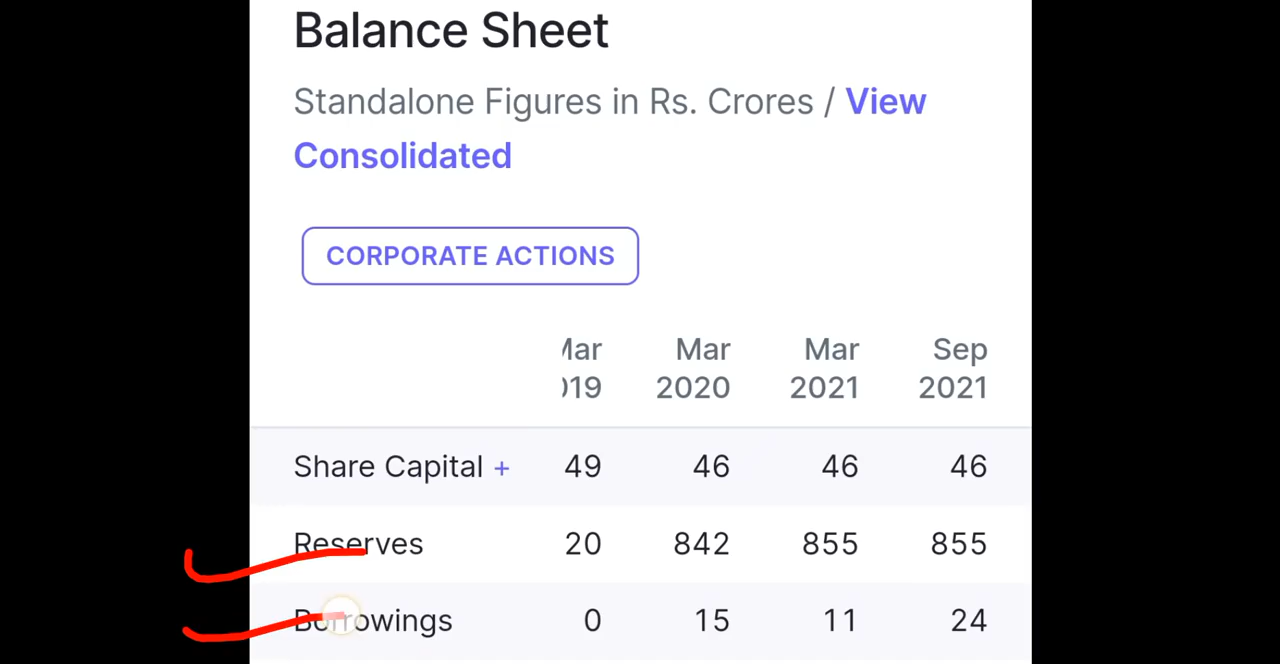 Balance Sheet
Standalone Figures in Rs. Crores / View
Consolidated
CORPORATE ACTIONS
Mar Mar Sep
2020 2021 2021
Share Capital + 49 46 46 46
Reserves 20 842 855 855
Borrowings 0 15 11 24